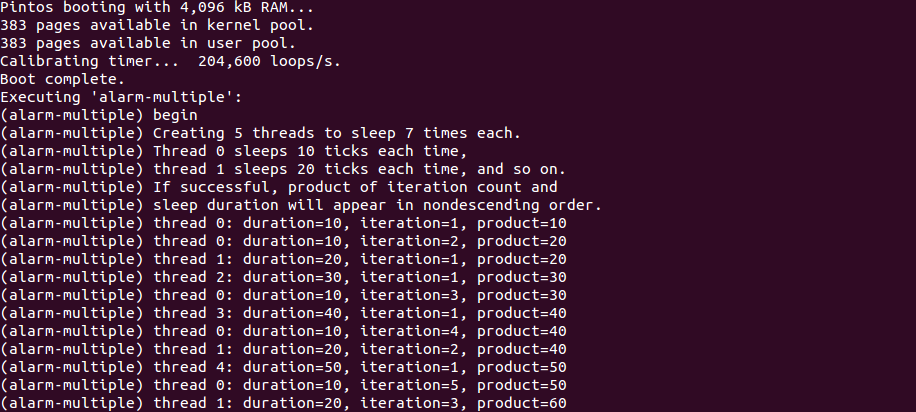 Pintos booting with 4,096 kB RAM...
383 pages available in kernel pool.
383 pages available in user pool.
Calibrating timer...  204,600 loops/s.
Boot complete.
Executing 'alarm-multiple':
(alarm-multiple) begin
(alarm-multiple) Creating 5 threads to sleep 7 times each.
(alarm-multiple) Thread 0 sleeps 10 ticks each time,
(alarm-multiple) thread 1 sleeps 20 ticks each time, and so on.
(alarm-multiple) If successful, product of iteration count and
(alarm-multiple) sleep duration will appear in nondescending order.
(alarm-multiple) thread 0: duration=10, iteration=1, product=10
(alarm-multiple) thread 0: duration=10, iteration=2, product=20
(alarm-multiple) thread 1: duration=20, iteration=1, product=20
(alarm-multiple) thread 2: duration=30, iteration=1, product=30
(alarm-multiple) thread 0: duration=10, iteration=3, product=30
(alarm-multiple) thread 3: duration=40, iteration=1, product=40
(alarm-multiple) thread 0: duration=10, iteration=4, product=40
(alarm-multiple) thread 1: duration=20, iteration=2, product=40
(alarm-multiple) thread 4: duration=50, iteration=1, product=50
(alarm-multiple) thread 0: duration=10, iteration=5, product=50
(alarm-multiple) thread 1: duration=20, iteration=3, product=60